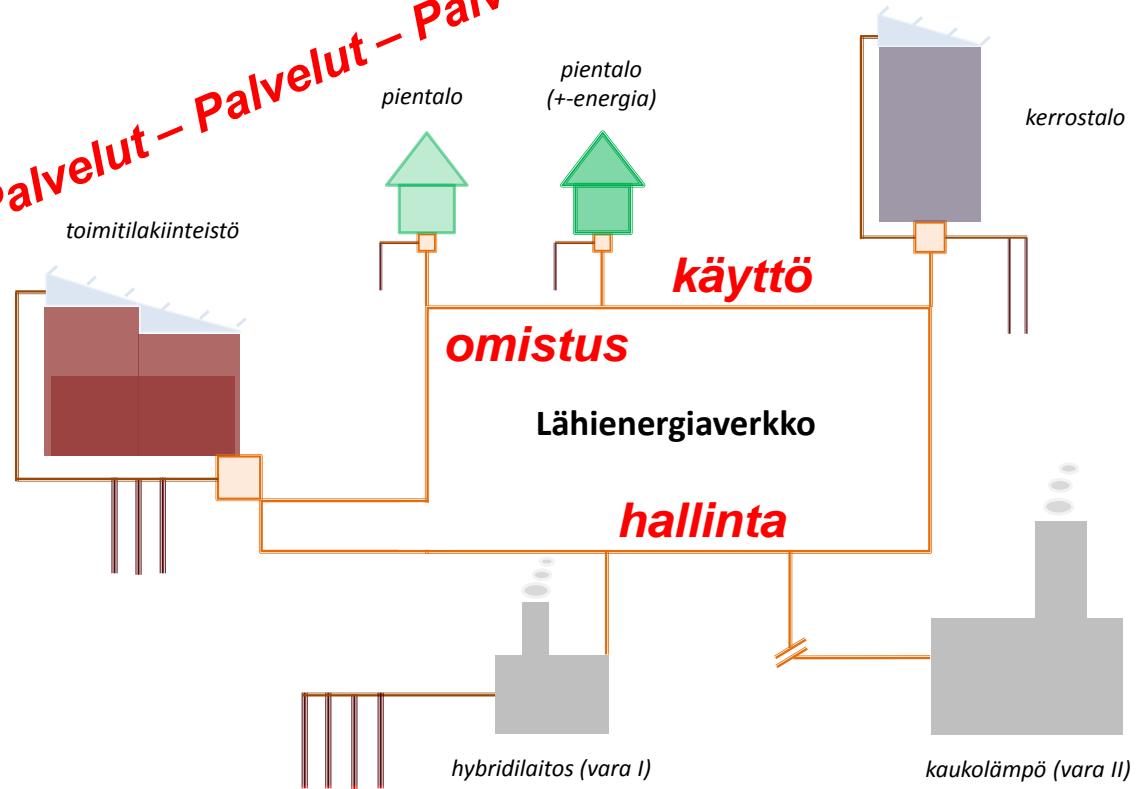 Palvelut – Palvelut – Palv
pientalo
pientalo
(+-energia)
kerrostalo
toimitilakiinteistö
käyttö
omistus
Lähienergiaverkko
hallinta
hybridilaitos (vara I)
kaukolämpö (vara II)